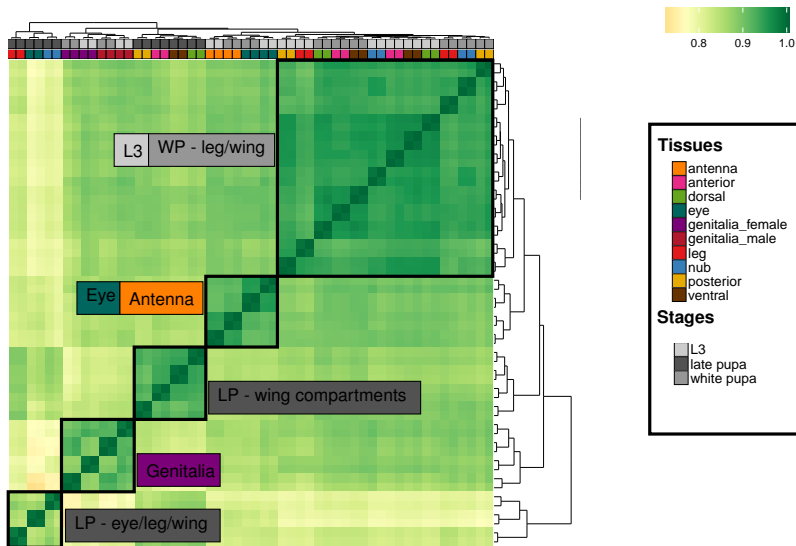 0.8 0.9 1.0
L3 WP - leg/wing
Eye Antenna
LP - wing compartments
Genitalia
LP - eye/leg/wing
Tissues
antenna
anterior
dorsal
eye
genitalia_female
genitalia_male
leg
nub
posterior
ventral
Stages
L3
late pupa
white pupa